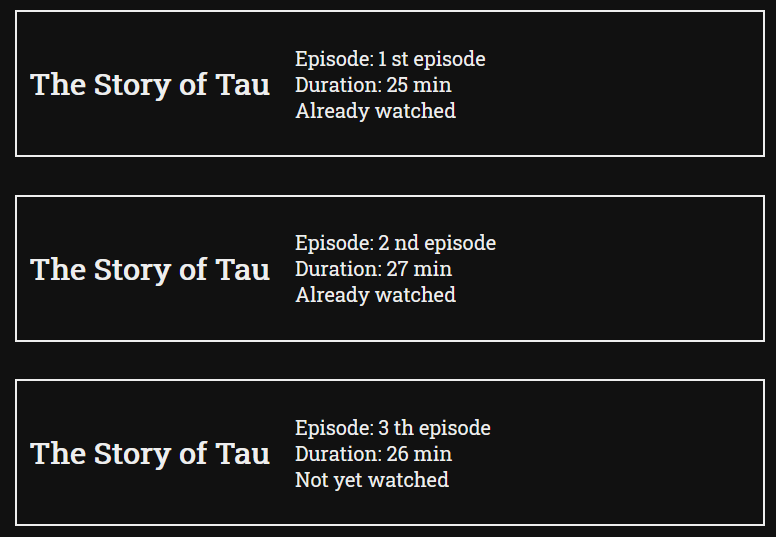 The Story of Tau
Episode: 1 st episode
Duration: 25 min
Already watched
The Story of Tau
Episode: 2 nd episode
Duration: 27 min
Already watched
The Story of Tau
Episode: 3 th episode
Duration: 26 min
Not yet watched